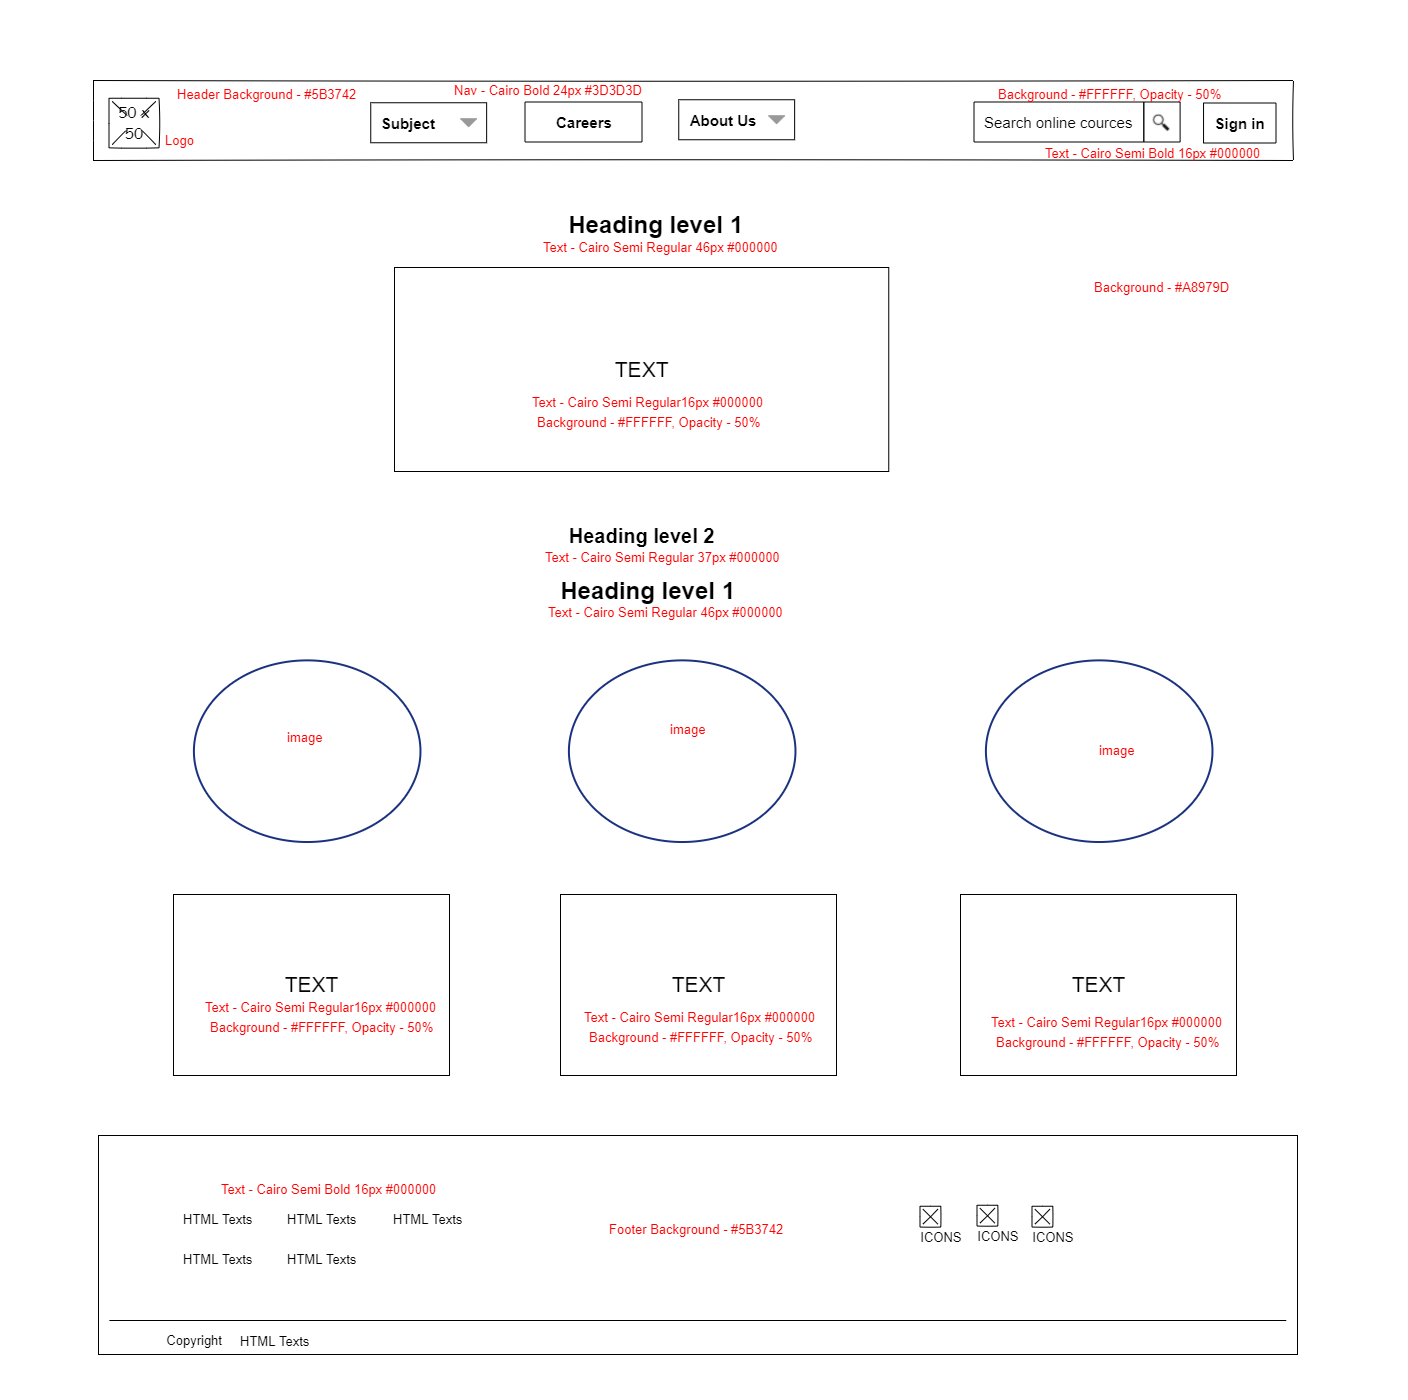 Header Background - #5B3742
Nav - Cairo Bold 24px #3D3D3D
Background - #FFFFFF, Opacity - 50%
50 x
50
Logo
Subject
Careers
About Us
Search online cources
Sign in
Text - Cairo Semi Bold 16px #000000
Heading level 1
Text - Cairo Semi Regular 46px #000000
Background - #A8979D
TEXT
Text - Cairo Semi Regular16px #000000
Background - #FFFFFF, Opacity - 50%
Heading level 2
Text - Cairo Semi Regular 37px #000000
Heading level 1
Text - Cairo Semi Regular 46px #000000
image
image
image
TEXT
Text - Cairo Semi Regular16px #000000
Background - #FFFFFF, Opacity - 50%
TEXT
Text - Cairo Semi Regular16px #000000
Background - #FFFFFF, Opacity - 50%
TEXT
Text - Cairo Semi Regular16px #000000
Background - #FFFFFF, Opacity - 50%
Text - Cairo Semi Bold 16px #000000
HTML Texts HTML Texts HTML Texts
HTML Texts HTML Texts
Footer Background - #5B3742
ICONS ICONS ICONS
Copyright HTML Texts